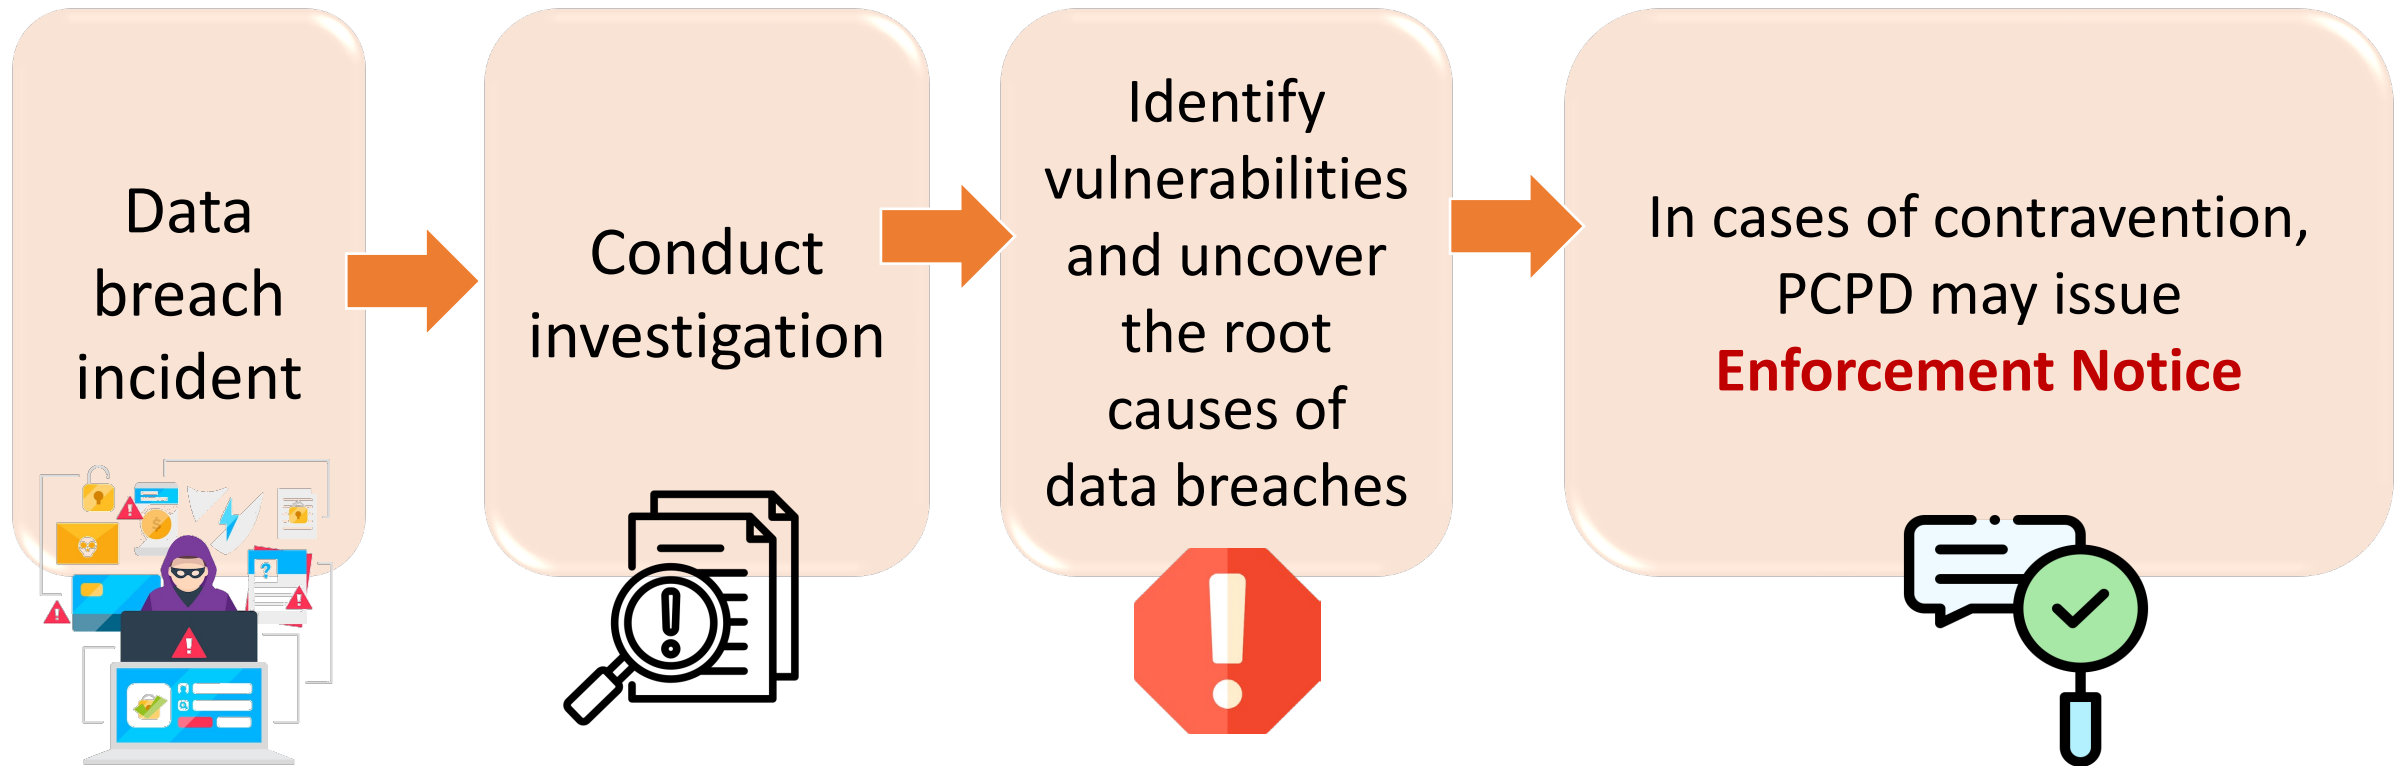 Data
breach
incident
Conduct
investigation
Identify
vulnerabilities
and uncover
the root
causes of
data breaches
In cases of contravention,
PCPD may issue
Enforcement Notice